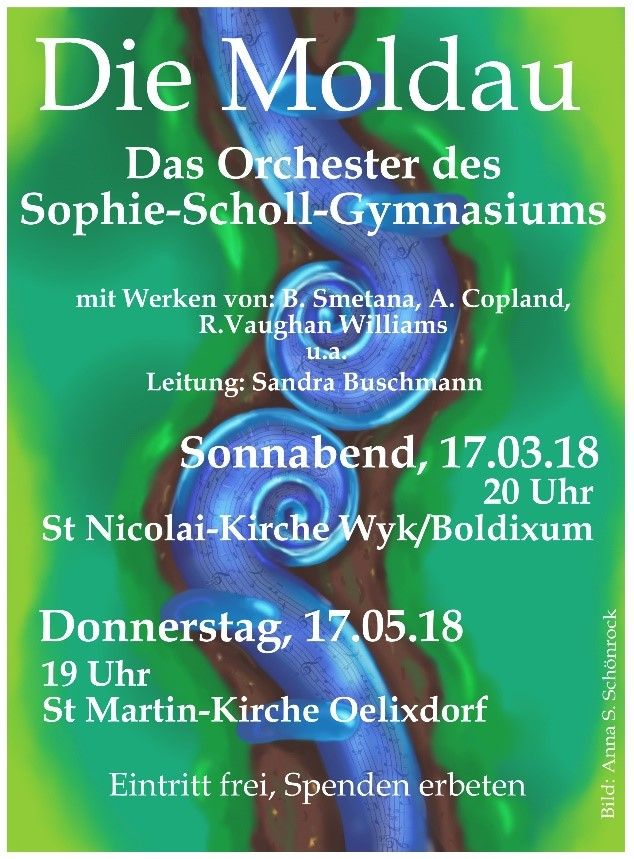 Die Moldau
Das Orchester des
Sophie-Scholl-Gymnasiums
mit Werken von: B. Smetana, A. Copland,
R.Vaughan Williams
u.a.
Leitung: Sandra Buschmann
Sonnabend, 17.03.18
20 Uhr
St Nicolai-Kirche Wyk/Boldixum
Donnerstag, 17.05.18
19 Uhr
St Martin-Kirche Oelixdorf
Eintritt frei, Spenden erbeten
Bild: Anna S. Schönrock